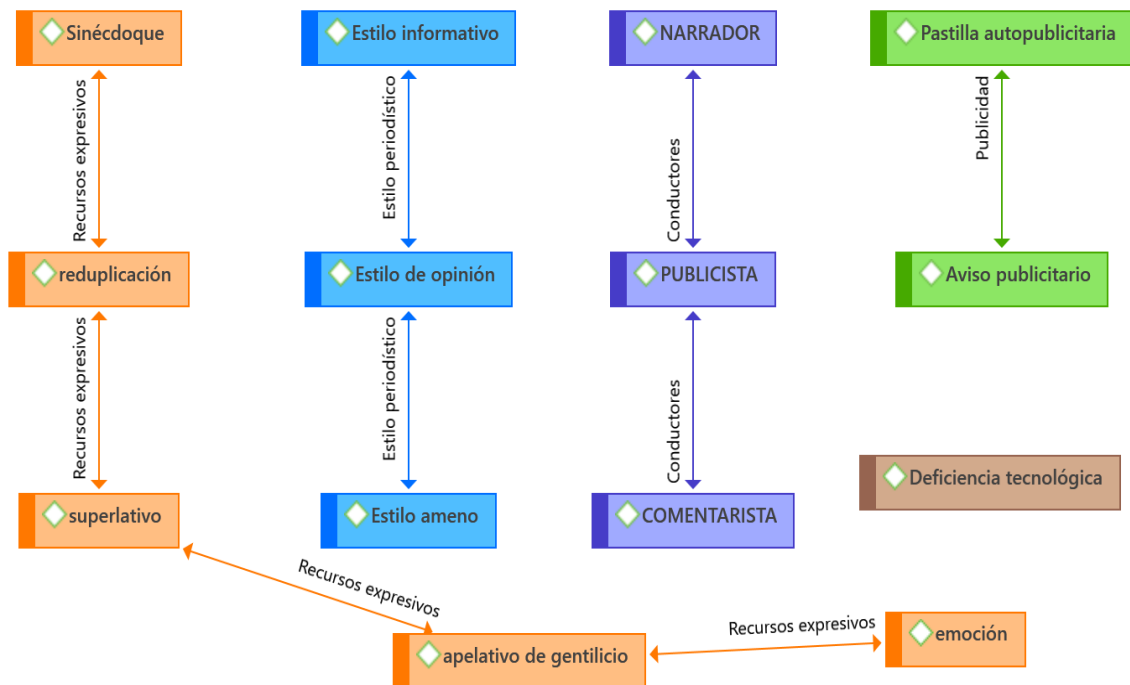 Sinécdoque
Estilo informativo
NARRADOR
Pastilla autopublicitaria
Recursos expresivos
Estilo periodístico
Conductores
Publicidad
reduplicación
Estilo de opinión
PUBLICISTA
Aviso publicitario
Recursos expresivos
Estilo periodístico
Conductores
Deficiencia tecnológica
superlativo
Estilo ameno
COMENTARISTA
Recursos expresivos
apelativo de gentilicio
Recursos expresivos
emoción